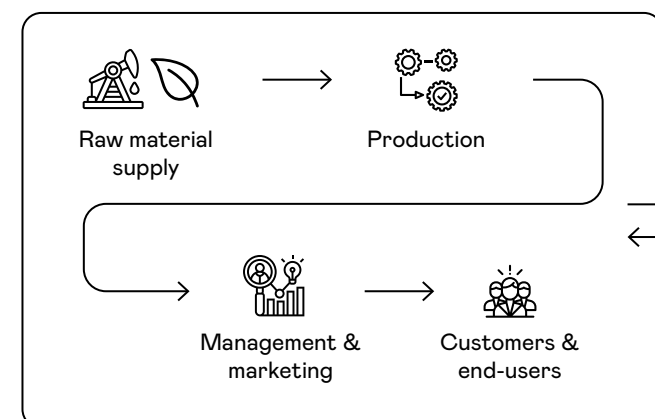 Raw material
supply
Production
Management &
marketing
Customers &
end-users